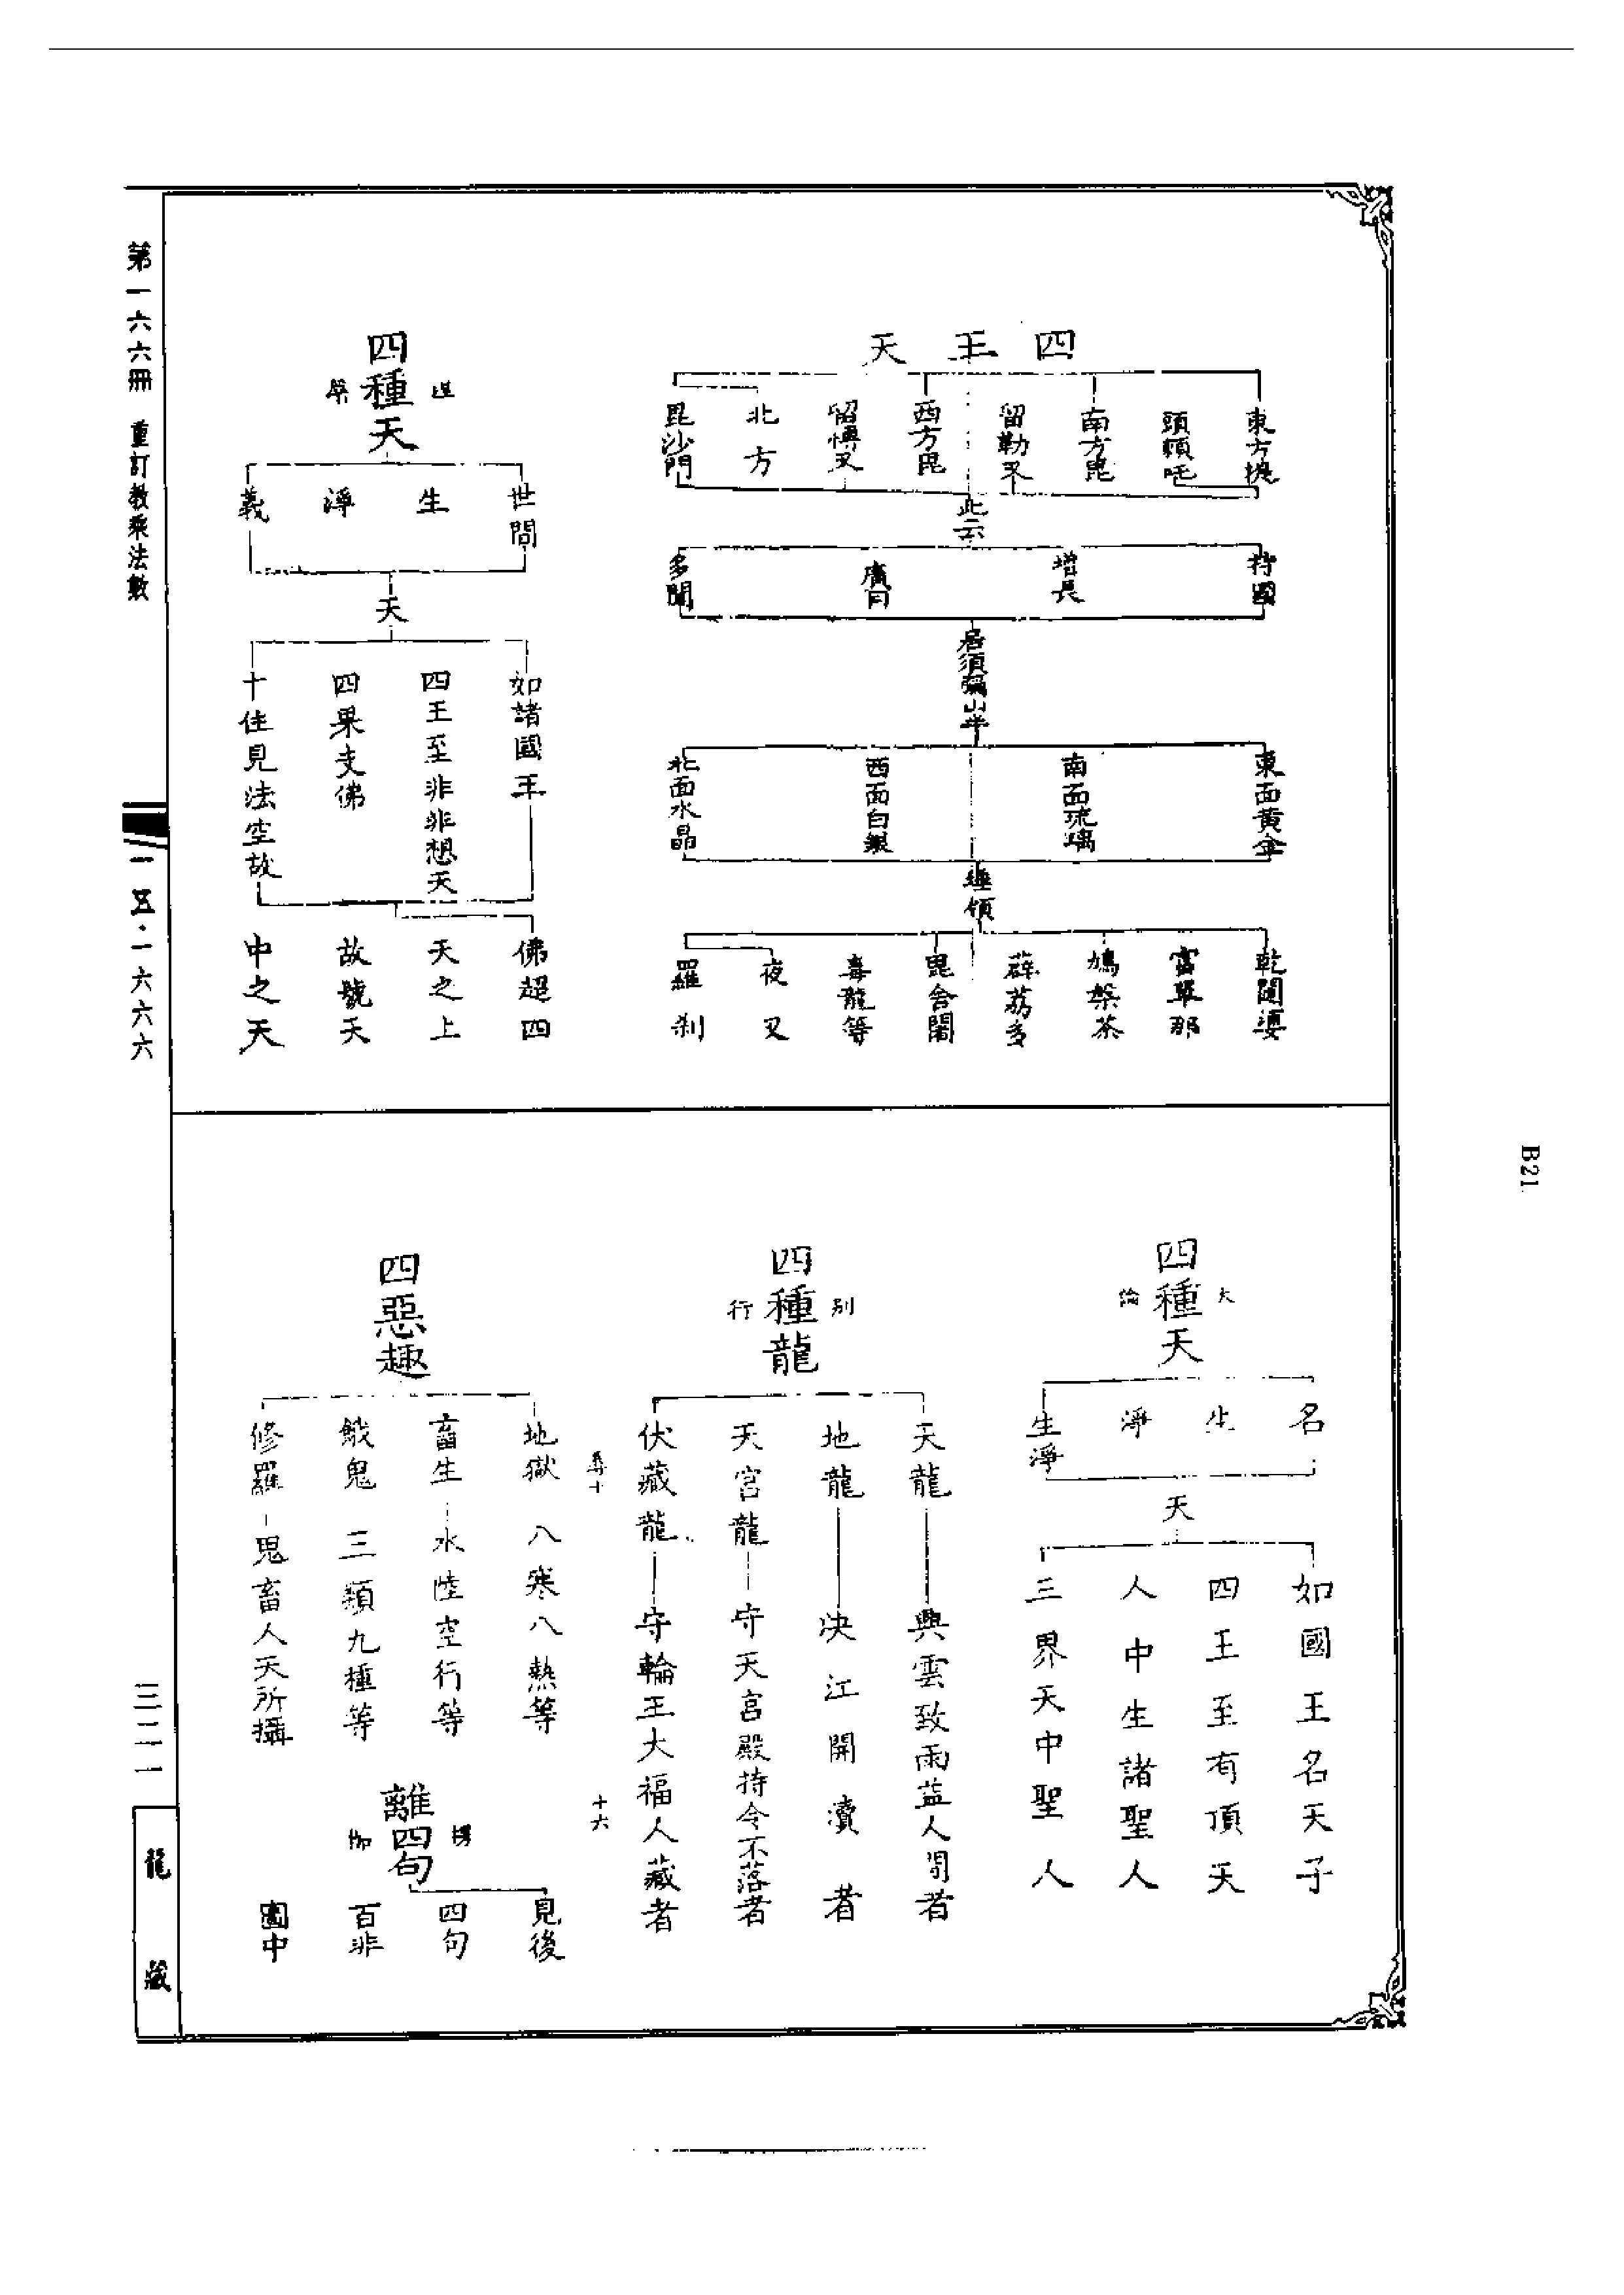 四王天
東方提
頭賴吒
南方毘
留勒叉
西方毘
留愽叉
北方
毘沙門
此云
持國
增長
廣目
多聞
居須彌山半
東面黃金
南面琉璃
西面白銀
北面水晶
乾闥婆
富單那
鳩槃茶
薜荔多
毘舍闍
毒龍等
夜叉
羅剎
四種天
世間
生
淨
義
天
如諸國王
四王至非非想天
四果支佛
十住見法空故
佛超四
天之上
故號天
中之天
四種天
大
論
名
生
淨
生淨
天
如國王名天子
四王至有頂天
人中生諸聖人
三界天中聖人
四種龍
別
行
天龍
興雲致雨益人間者
地龍
決江開瀆者
天宮龍
守天宮殿持令不落者
伏藏龍
守輪王大福人藏者
十六
四惡趣
地獄 八寒八熱等
畜生 水陸空行等
餓鬼 三類九種等
修羅 鬼畜人天所攝
離四句
見後
四句
百非
圖中
第一六六冊 重訂教乘法數
一五·一六六六
三二一
龍藏
B21